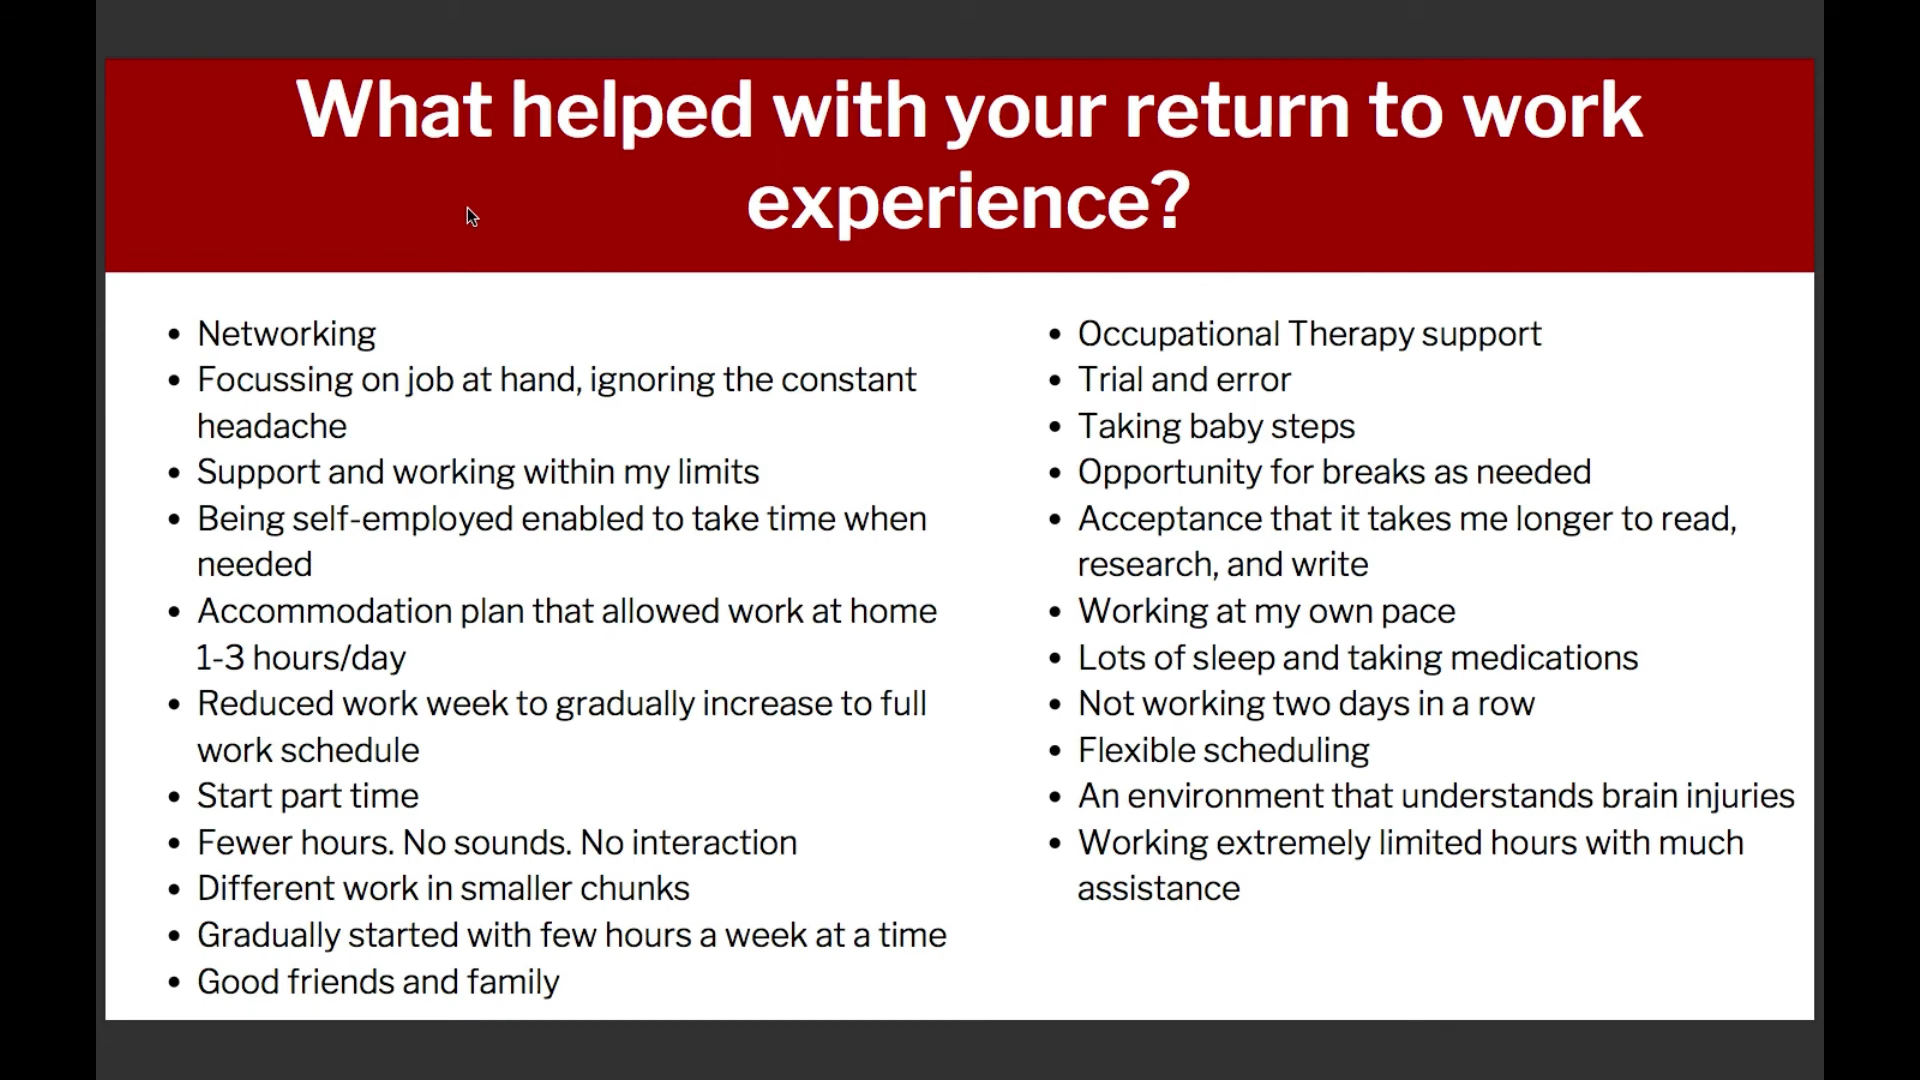 What helped with your return to work
experience?
• Networking
• Focussing on job at hand, ignoring the constant
headache
• Support and working within my limits
• Being self-employed enabled to take time when
needed
• Accommodation plan that allowed work at home
1-3 hours/day
• Reduced work week to gradually increase to full
work schedule
• Start part time
• Fewer hours. No sounds. No interaction
• Different work in smaller chunks
• Gradually started with few hours a week at a time
• Good friends and family
• Occupational Therapy support
• Trial and error
• Taking baby steps
• Opportunity for breaks as needed
• Acceptance that it takes me longer to read,
research, and write
• Working at my own pace
• Lots of sleep and taking medications
• Not working two days in a row
• Flexible scheduling
• An environment that understands brain injuries
• Working extremely limited hours with much
assistance